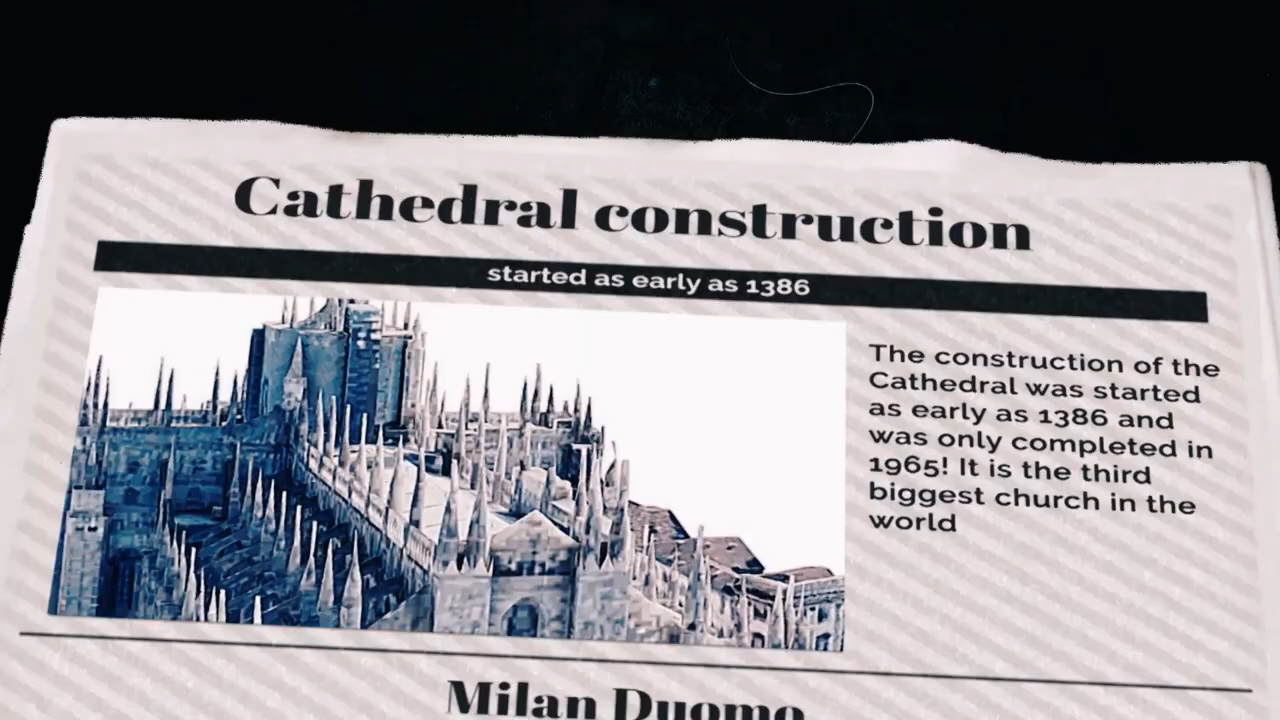 Cathedral construction
started as early as 1386
The construction of the
Cathedral was started
as early as 1386 and
was only completed in
1965! It is the third
biggest church in the
world
Milan Duomo